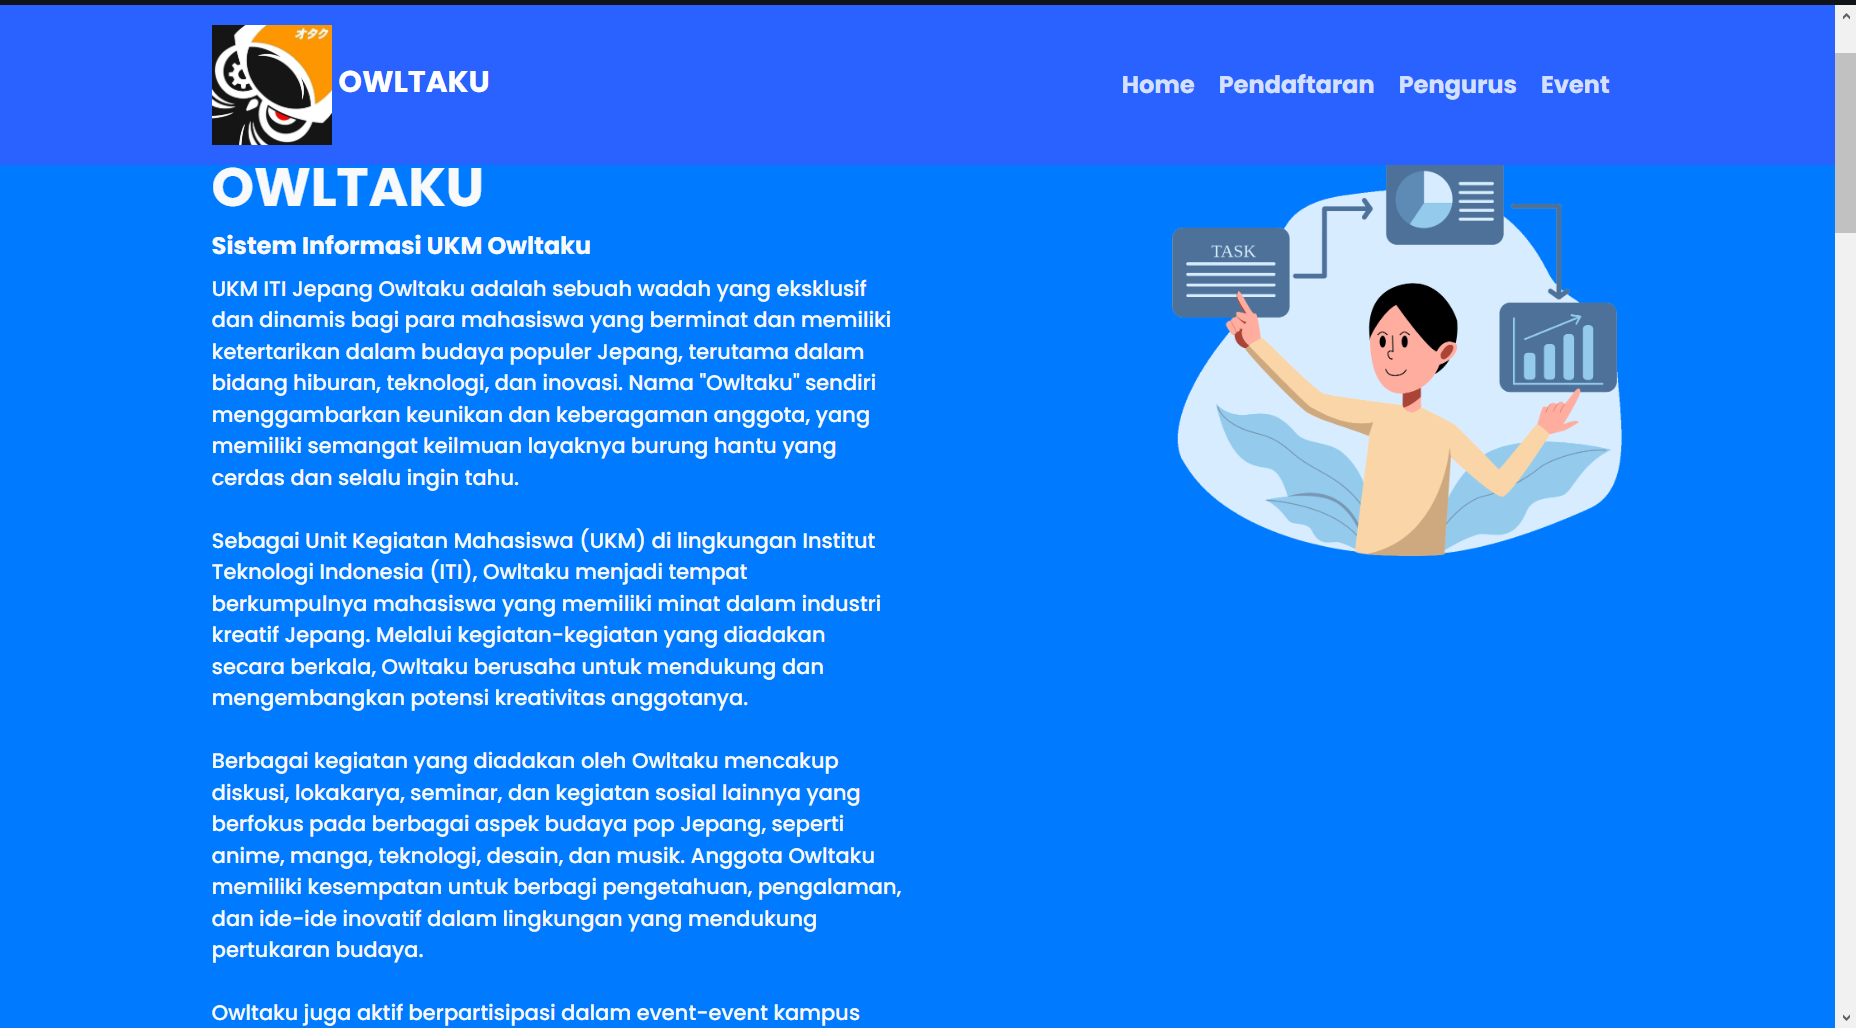 オタク
OWLTAKU
Home Pendaftaran Pengurus Event
OWLTAKU
Sistem Informasi UKM Owltaku
UKM ITI Jepang Owltaku adalah sebuah wadah yang eksklusif
dan dinamis bagi para mahasiswa yang berminat dan memiliki
ketertarikan dalam budaya populer Jepang, terutama dalam
bidang hiburan, teknologi, dan inovasi. Nama "Owltaku" sendiri
menggambarkan keunikan dan keberagaman anggota, yang
memiliki semangat keilmuan layaknya burung hantu yang
cerdas dan selalu ingin tahu.
Sebagai Unit Kegiatan Mahasiswa (UKM) di lingkungan Institut
Teknologi Indonesia (ITI), Owltaku menjadi tempat
berkumpulnya mahasiswa yang memiliki minat dalam industri
kreatif Jepang. Melalui kegiatan-kegiatan yang diadakan
secara berkala, Owltaku berusaha untuk mendukung dan
mengembangkan potensi kreativitas anggotanya.
Berbagai kegiatan yang diadakan oleh Owltaku mencakup
diskusi, lokakarya, seminar, dan kegiatan sosial lainnya yang
berfokus pada berbagai aspek budaya pop Jepang, seperti
anime, manga, teknologi, desain, dan musik. Anggota Owltaku
memiliki kesempatan untuk berbagi pengetahuan, pengalaman,
dan ide-ide inovatif dalam lingkungan yang mendukung
pertukaran budaya.
Owltaku juga aktif berpartisipasi dalam event-event kampus
TASK